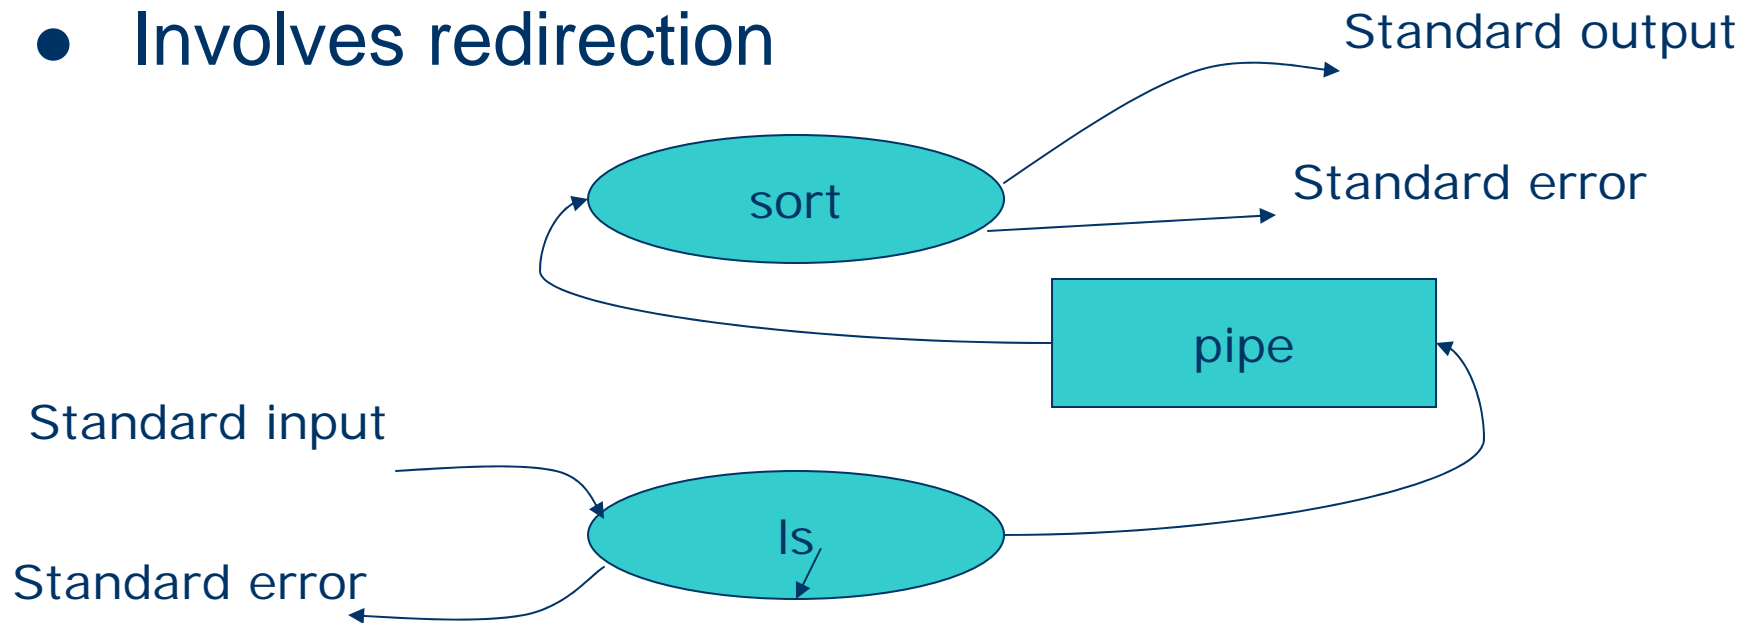 ● Involves redirection
Standard output
sort
Standard error
pipe
Standard input
ls
Standard error